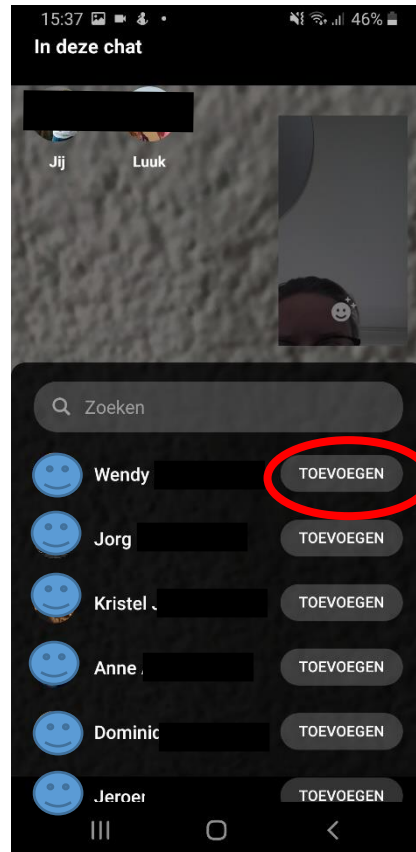 15:37 46%
In deze chat
Jij Luuk
Zoeken
Wendy TOEVOEGEN
Jorg TOEVOEGEN
Kristel J TOEVOEGEN
Anne TOEVOEGEN
Dominic TOEVOEGEN
Jeroen TOEVOEGEN